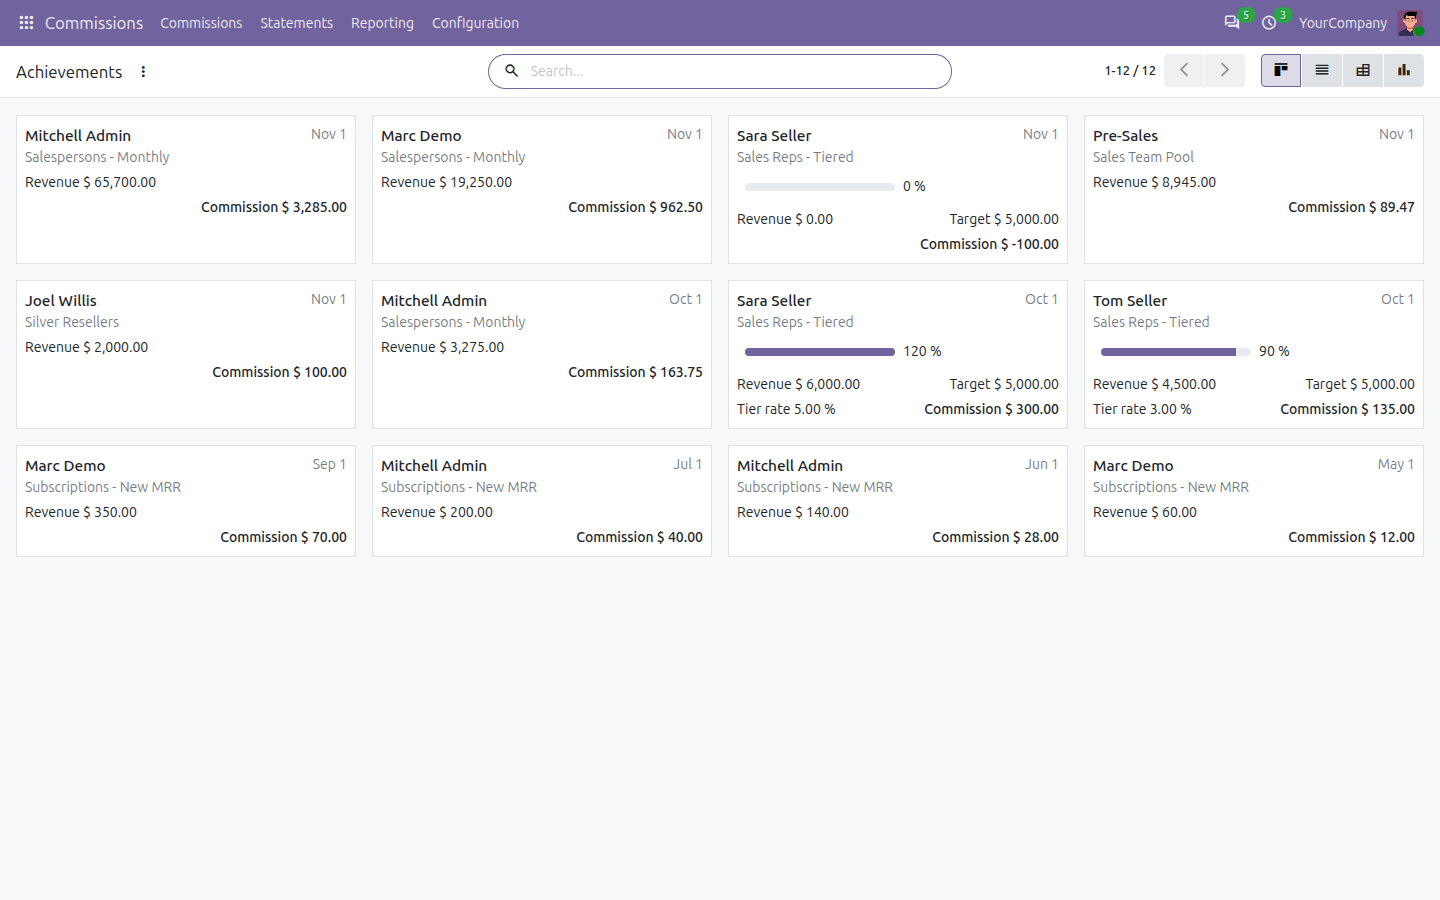 Commissions Commissions Statements Reporting Configuration 5 3 YourCompany
Achievements Search... 1-12 / 12
Mitchell Admin Nov 1
Salespersons - Monthly
Revenue $ 65,700.00
Commission $ 3,285.00
Marc Demo Nov 1
Salespersons - Monthly
Revenue $ 19,250.00
Commission $ 962.50
Sara Seller Nov 1
Sales Reps - Tiered
0 %
Revenue $ 0.00 Target $ 5,000.00
Commission $ -100.00
Pre-Sales Nov 1
Sales Team Pool
Revenue $ 8,945.00
Commission $ 89.47
Joel Willis Nov 1
Silver Resellers
Revenue $ 2,000.00
Commission $ 100.00
Mitchell Admin Oct 1
Salespersons - Monthly
Revenue $ 3,275.00
Commission $ 163.75
Sara Seller Oct 1
Sales Reps - Tiered
120 %
Revenue $ 6,000.00 Target $ 5,000.00
Tier rate 5.00 % Commission $ 300.00
Tom Seller Oct 1
Sales Reps - Tiered
90 %
Revenue $ 4,500.00 Target $ 5,000.00
Tier rate 3.00 % Commission $ 135.00
Marc Demo Sep 1
Subscriptions - New MRR
Revenue $ 350.00
Commission $ 70.00
Mitchell Admin Jul 1
Subscriptions - New MRR
Revenue $ 200.00
Commission $ 40.00
Mitchell Admin Jun 1
Subscriptions - New MRR
Revenue $ 140.00
Commission $ 28.00
Marc Demo May 1
Subscriptions - New MRR
Revenue $ 60.00
Commission $ 12.00